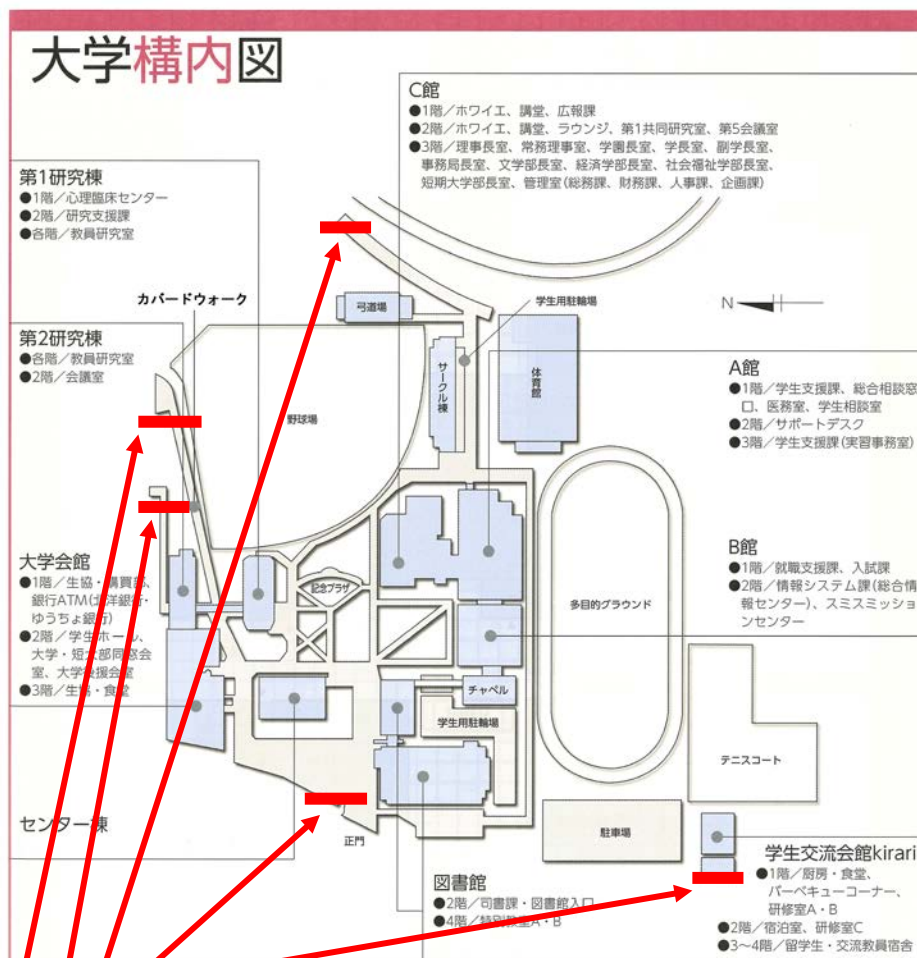 大学構内図
C館
●1階／ホワイエ、講堂、広報課
●2階／ホワイエ、講堂、ラウンジ、第1共同研究室、第5会議室
●3階／理事長室、常務理事室、学園長室、学長室、副学長室、
事務局長室、文学部長室、経済学部長室、社会福祉学部長室、
短期大学部長室、管理室(総務課、財務課、人事課、企画課)
第1研究棟
●1階／心理臨床センター
●2階／研究支援課
●各階／教員研究室
カバードウォーク
弓道場
学生用駐輪場
N
第2研究棟
●各階／教員研究室
●2階／会議室
サークル棟
体育館
野球場
A館
●1階／学生支援課、総合相談窓
口、医務室、学生相談室
●2階／サポートデスク
●3階／学生支援課(実習事務室)
大学会館
●1階／生協・購買部、
銀行ATM(北洋銀行・
ゆうちょ銀行)
●2階／学生ホール、
大学・短大部同窓会
室、大学後援会室
●3階／生協・食堂
記念プラザ
多目的グラウンド
B館
●1階／就職支援課、入試課
●2階／情報システム課(総合情
報センター)、スミスミッショ
ンセンター
チャペル
学生用駐輪場
テニスコート
センター棟
正門
駐車場
図書館
●2階／司書課・図書館入口
●4階／特別教室A・B
学生交流会館kirari
●1階／厨房・食堂、
バーベキューコーナー、
研修室A・B
●2階／宿泊室、研修室C
●3～4階／留学生・交流教員宿舎